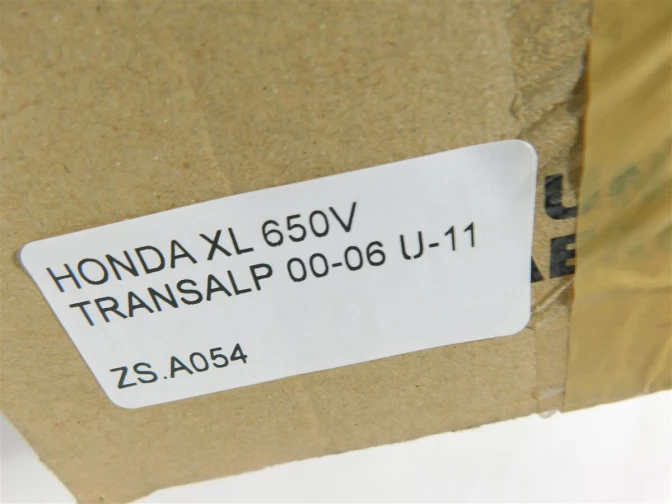 HONDA XL 650V
TRANSALP 00-06 U-11
ZS.A054